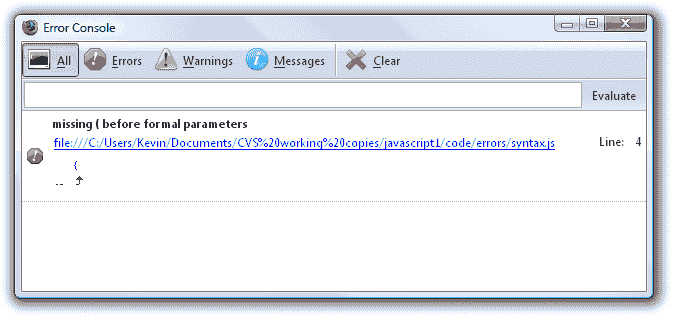 Error Console
All Errors Warnings Messages Clear
Evaluate
missing ( before formal parameters
file:///C:/Users/Kevin/Documents/CVS%20working%20copies/javascript1/code/errors/syntax.js Line: 4
{
--